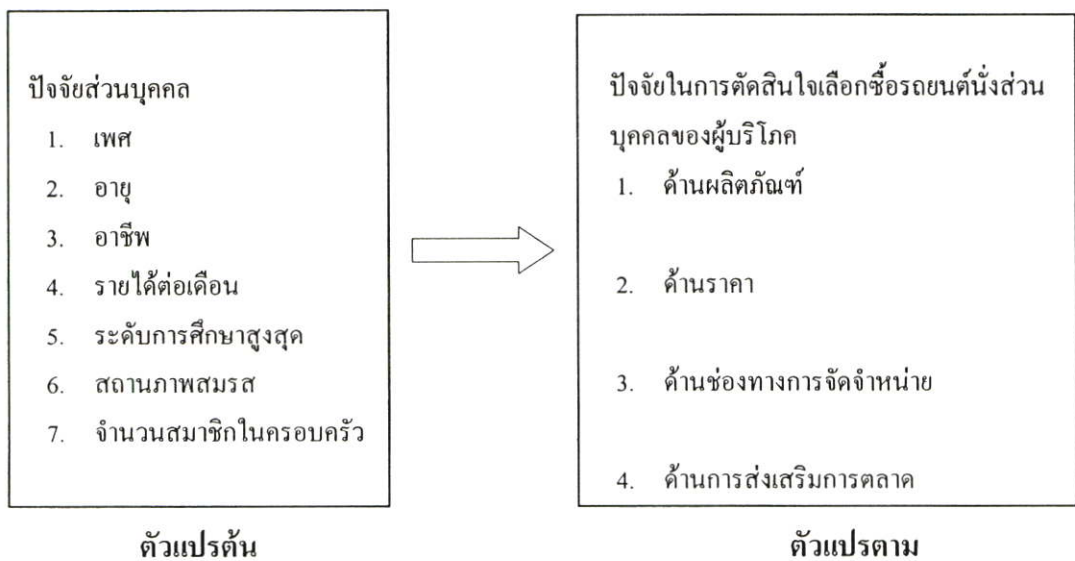 ปัจจัยส่วนบุคคล
1. เพศ
2. อายุ
3. อาชีพ
4. รายได้ต่อเดือน
5. ระดับการศึกษาสูงสุด
6. สถานภาพสมรส
7. จำนวนสมาชิกในครอบครัว
ตัวแปรต้น
ปัจจัยในการตัดสินใจเลือกซื้อรถยนต์นั่งส่วน
บุคคลของผู้บริโภค
1. ด้านผลิตภัณฑ์
2. ด้านราคา
3. ด้านช่องทางการจัดจำหน่าย
4. ด้านการส่งเสริมการตลาด
ตัวแปรตาม